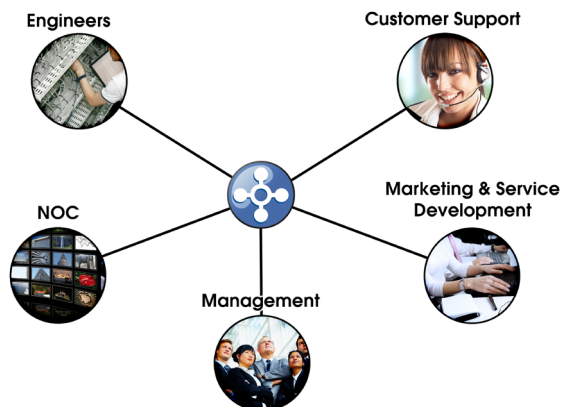 Engineers
Customer Support
NOC
Marketing & Service
Development
Management